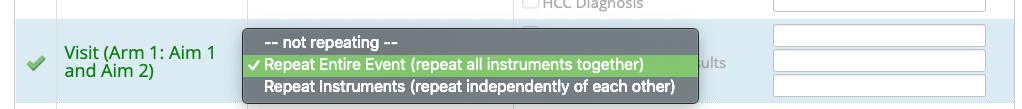 HCC Diagnosis
-- not repeating --
Visit (Arm 1: Aim 1
and Aim 2)
✓ Repeat Entire Event (repeat all instruments together)
Repeat Instruments (repeat independently of each other)